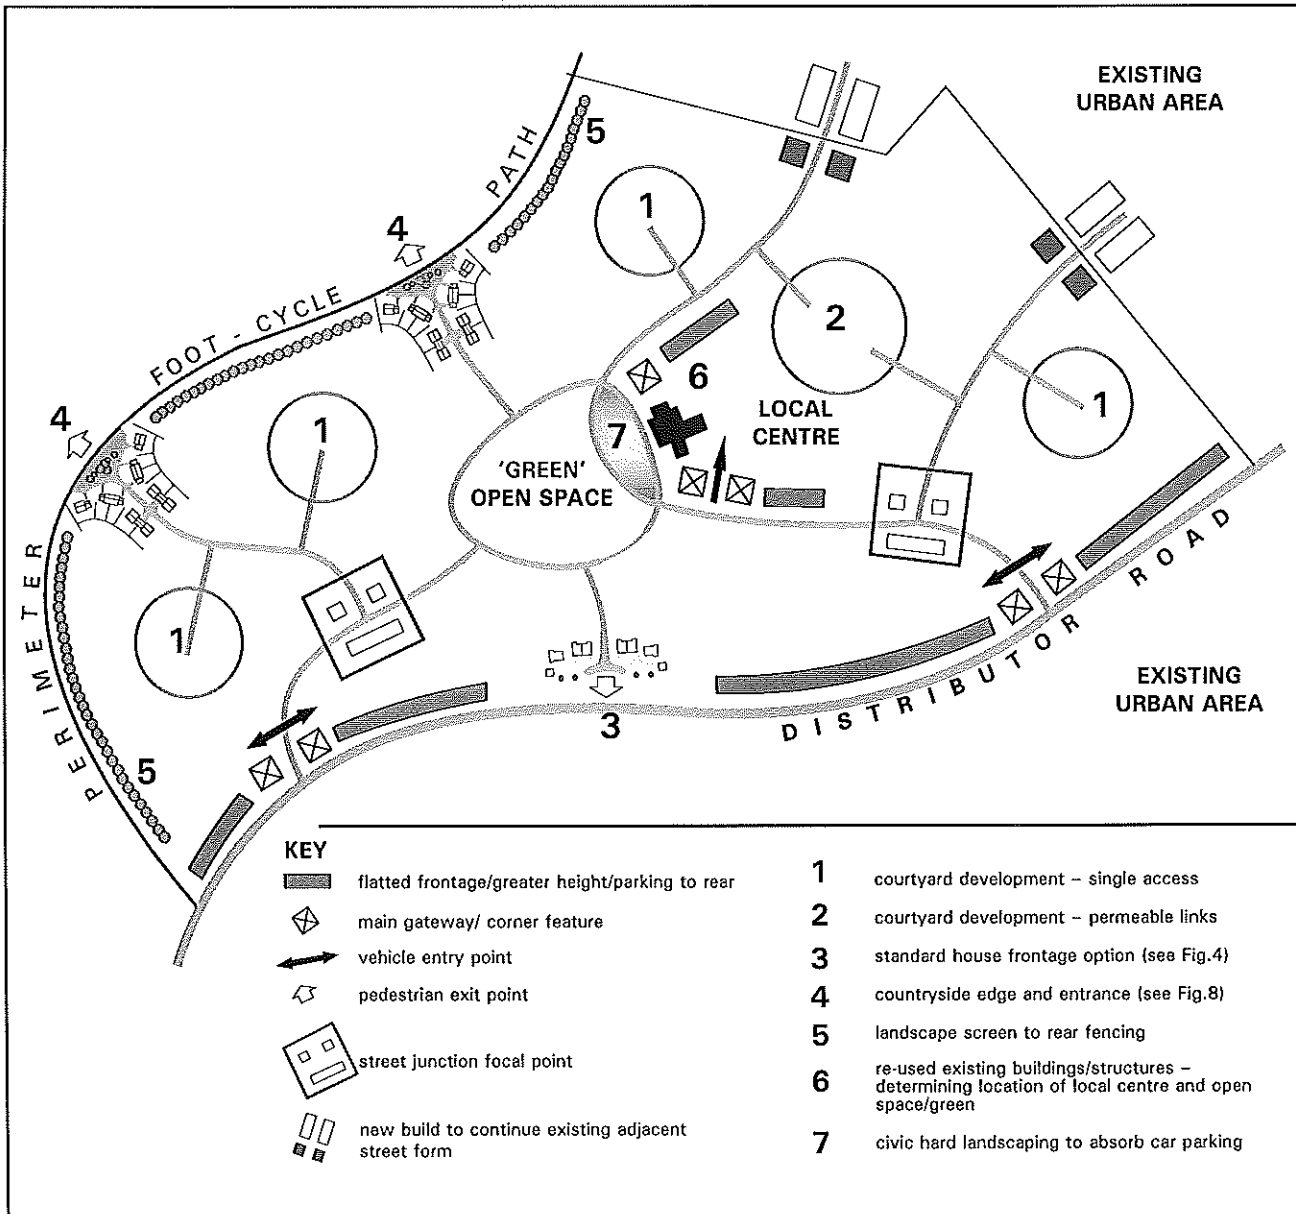 EXISTING
URBAN AREA
5
PATH
1
4
FOOT - CYCLE
2
6
1
LOCAL
CENTRE
4
1
7
'GREEN'
OPEN SPACE
PERIMETER
1
DISTRIBUTOR ROAD
EXISTING
URBAN AREA
3
5
KEY
flatted frontage/greater height/parking to rear
main gateway/ corner feature
vehicle entry point
pedestrian exit point
street junction focal point
new build to continue existing adjacent
street form
1 courtyard development – single access
2 courtyard development – permeable links
3 standard house frontage option (see Fig.4)
4 countryside edge and entrance (see Fig.8)
5 landscape screen to rear fencing
6 re-used existing buildings/structures –
determining location of local centre and open
space/green
7 civic hard landscaping to absorb car parking